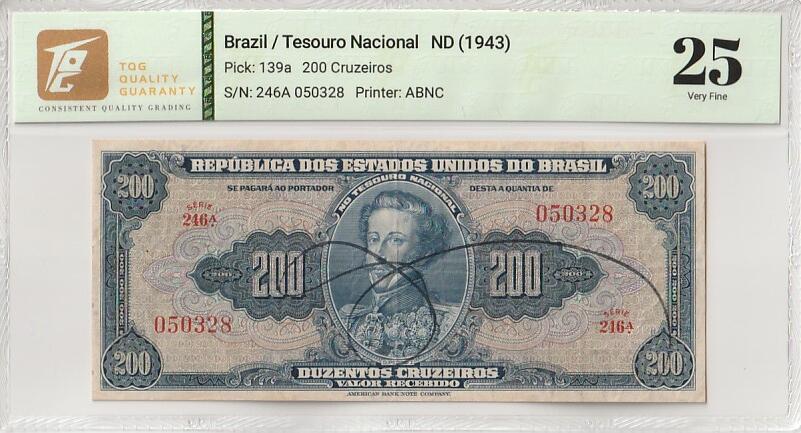 Brazil / Tesouro Nacional ND (1943)
Pick: 139a 200 Cruzeiros
S/N: 246A 050328 Printer: ABNC
TQG
QUALITY
GUARANTY
CONSISTENT QUALITY GRADING
25
Very Fine
REPÚBLICA DOS ESTADOS UNIDOS DO BRASIL
200
200
SE PAGARÁ AO PORTADOR
NO TESOURO NACIONAL
DESTA A QUANTIA DE
SÉRIE
246A.
050328
200
200
200
200
050328
SÉRIE
246A.
200
200
DUZENTOS CRUZEIROS
VALOR RECEBIDO
AMERICAN BANK NOTE COMPANY.